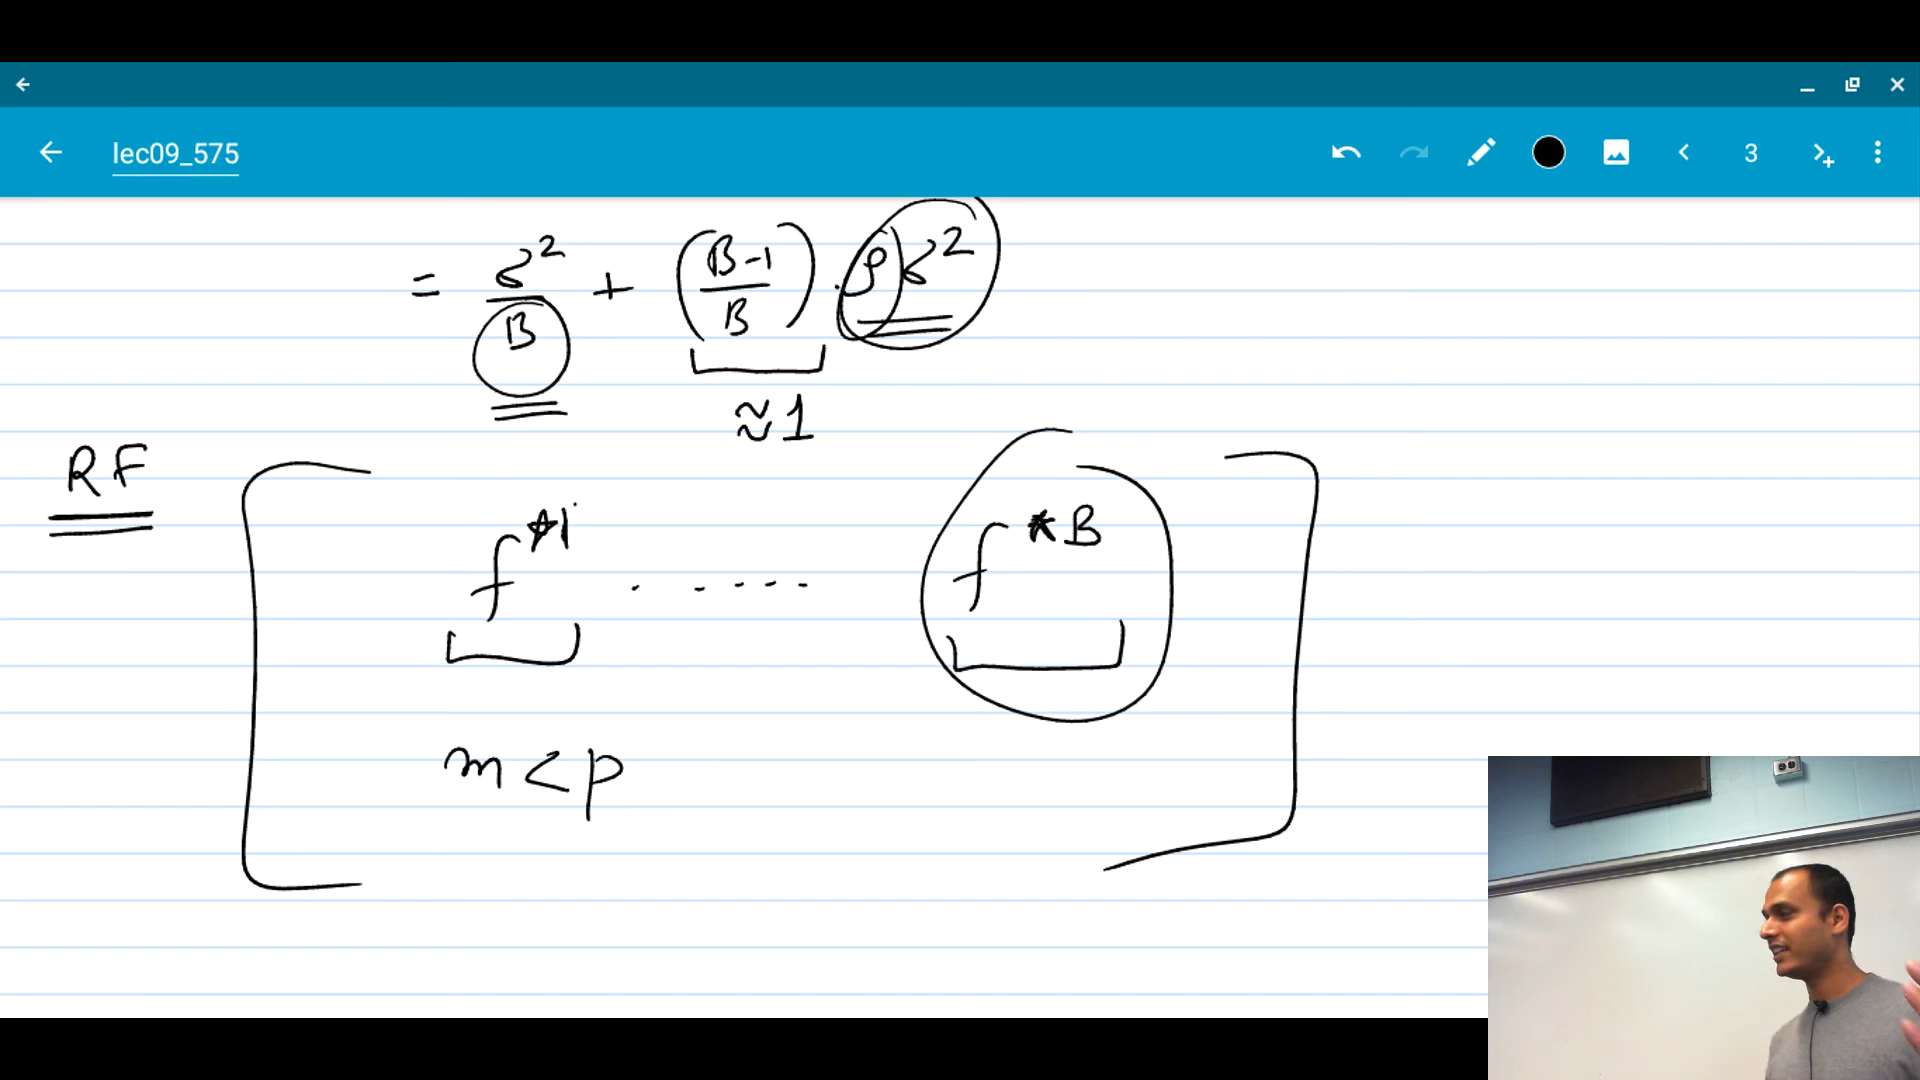 lec09_575
3
= σ²/B + ((B-1)/B) · ρσ²
≈ 1
RF
f*1 ..... f*B
m < p